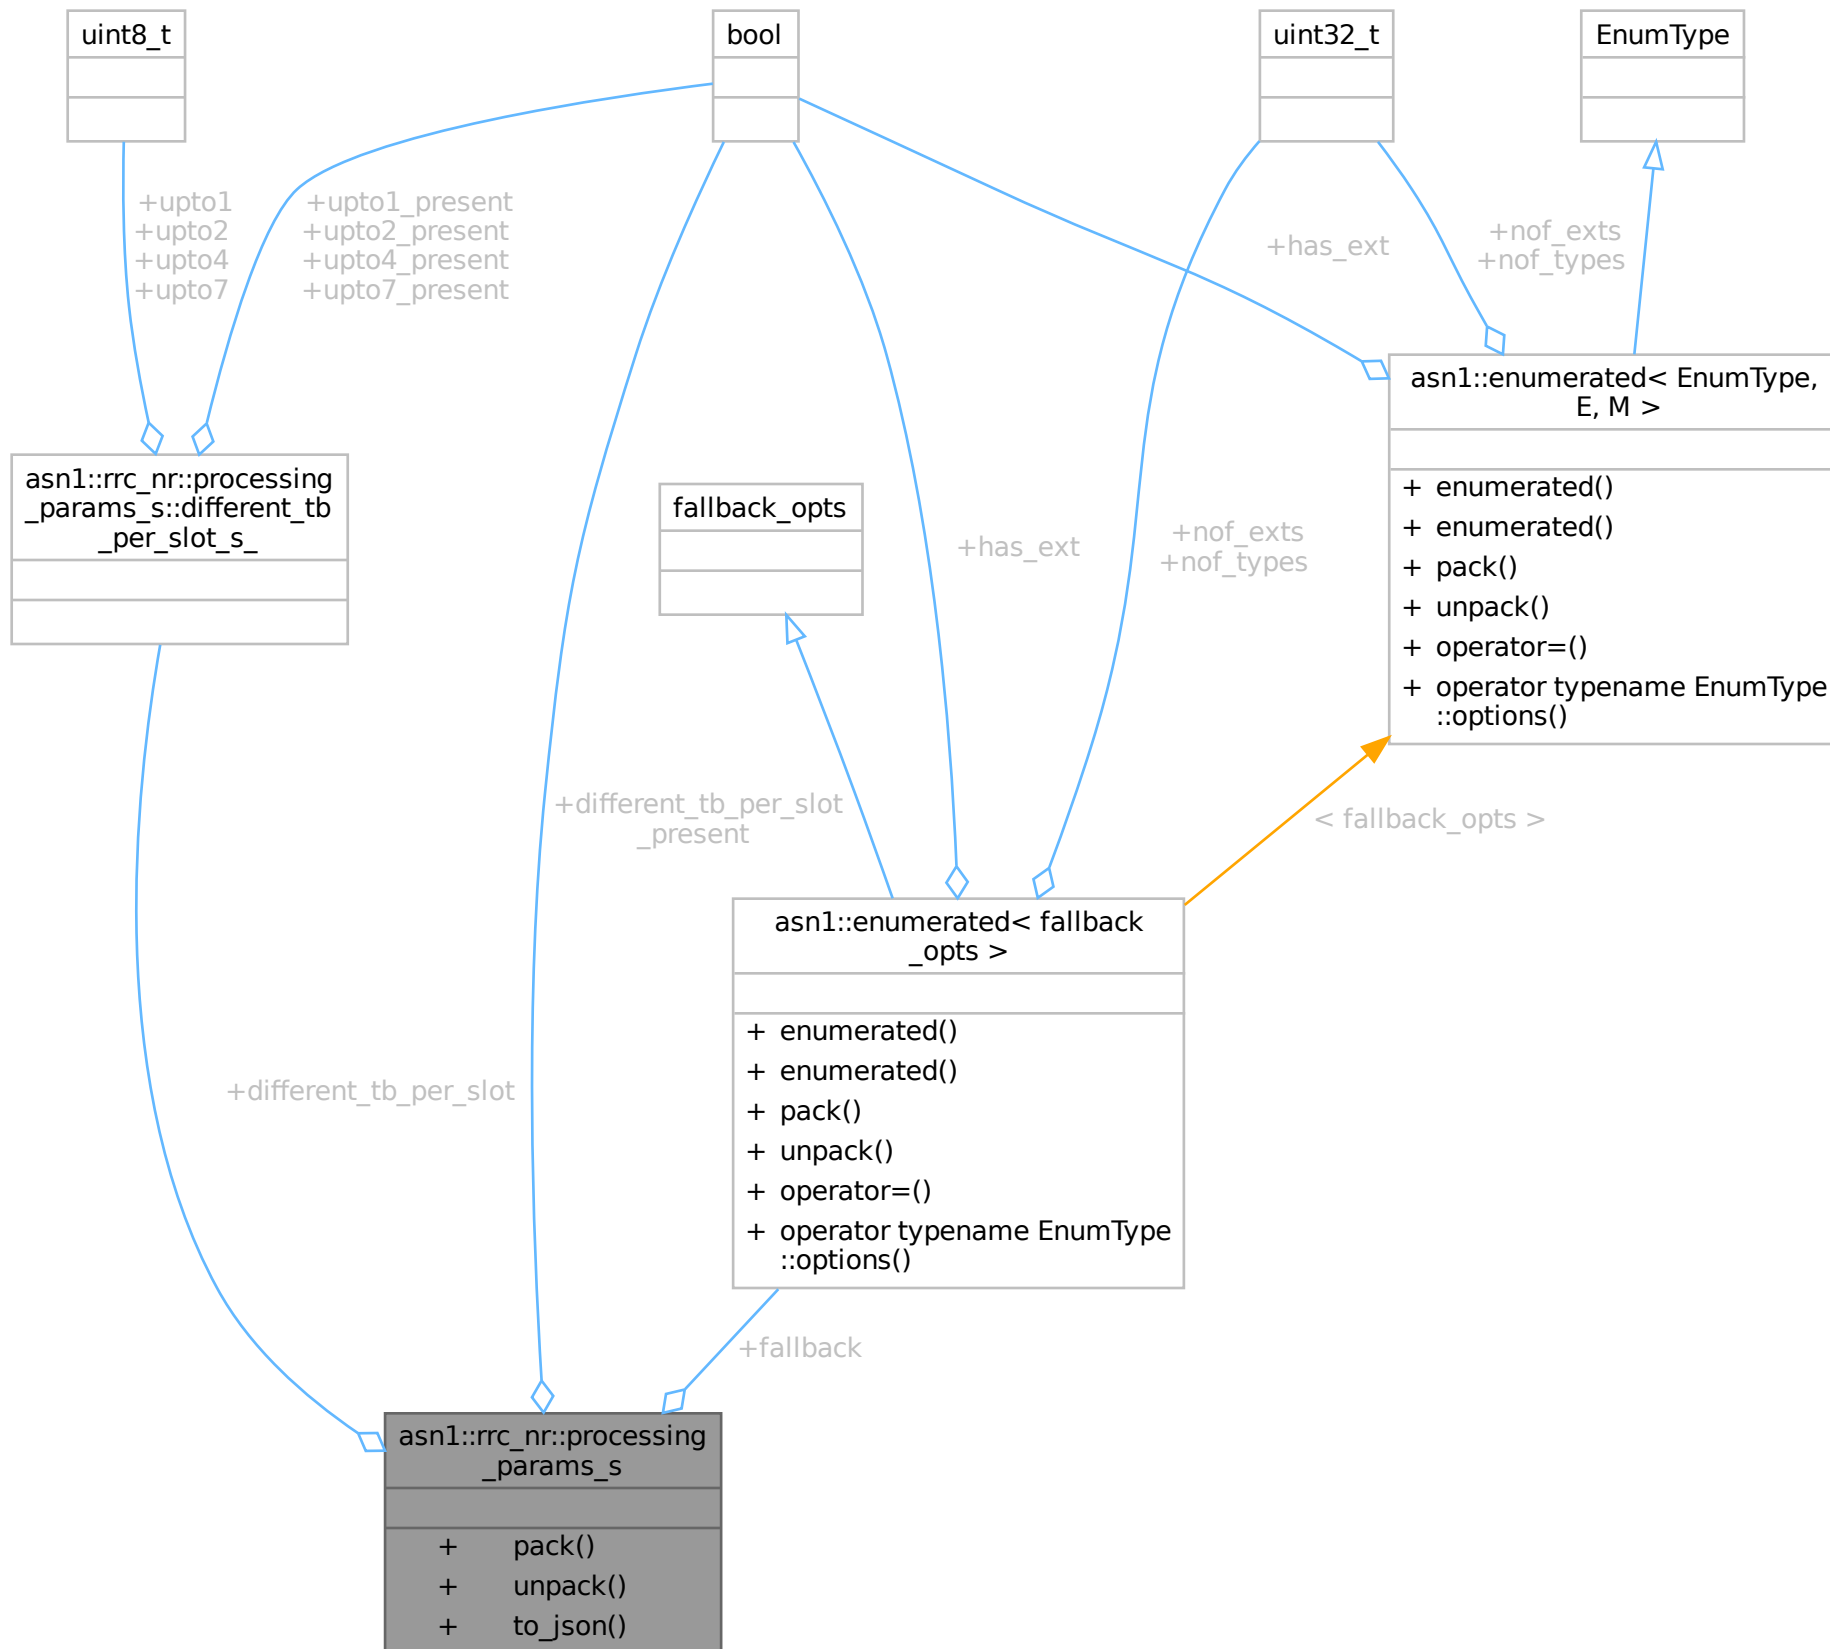 uint8_t
bool
uint32_t
EnumType
+upto1
+upto2
+upto4
+upto7
+upto1_present
+upto2_present
+upto4_present
+upto7_present
+has_ext
+nof_exts
+nof_types
asn1::enumerated< EnumType,
E, M >
+ enumerated()
+ enumerated()
+ pack()
+ unpack()
+ operator=()
+ operator typename EnumType
::options()
asn1::rrc_nr::processing
_params_s::different_tb
_per_slot_s_
fallback_opts
+has_ext
+nof_exts
+nof_types
+different_tb_per_slot
_present
< fallback_opts >
asn1::enumerated< fallback
_opts >
+ enumerated()
+ enumerated()
+ pack()
+ unpack()
+ operator=()
+ operator typename EnumType
::options()
+different_tb_per_slot
+fallback
asn1::rrc_nr::processing
_params_s
+ pack()
+ unpack()
+ to_json()